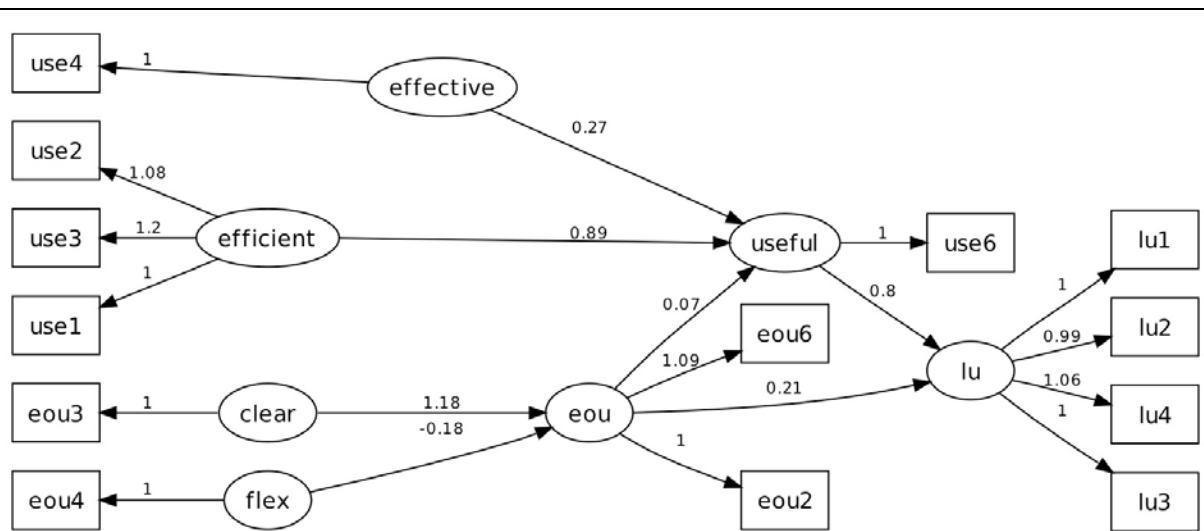 use4
1
effective
use2
0.27
1.08
use3
1.2
efficient
0.89
useful
1
use6
lu1
1
use1
0.07
0.8
1
eou6
0.99
lu2
1.09
lu
eou3
1
clear
1.18
eou
0.21
1.06
lu4
-0.18
1
1
eou4
1
flex
eou2
lu3